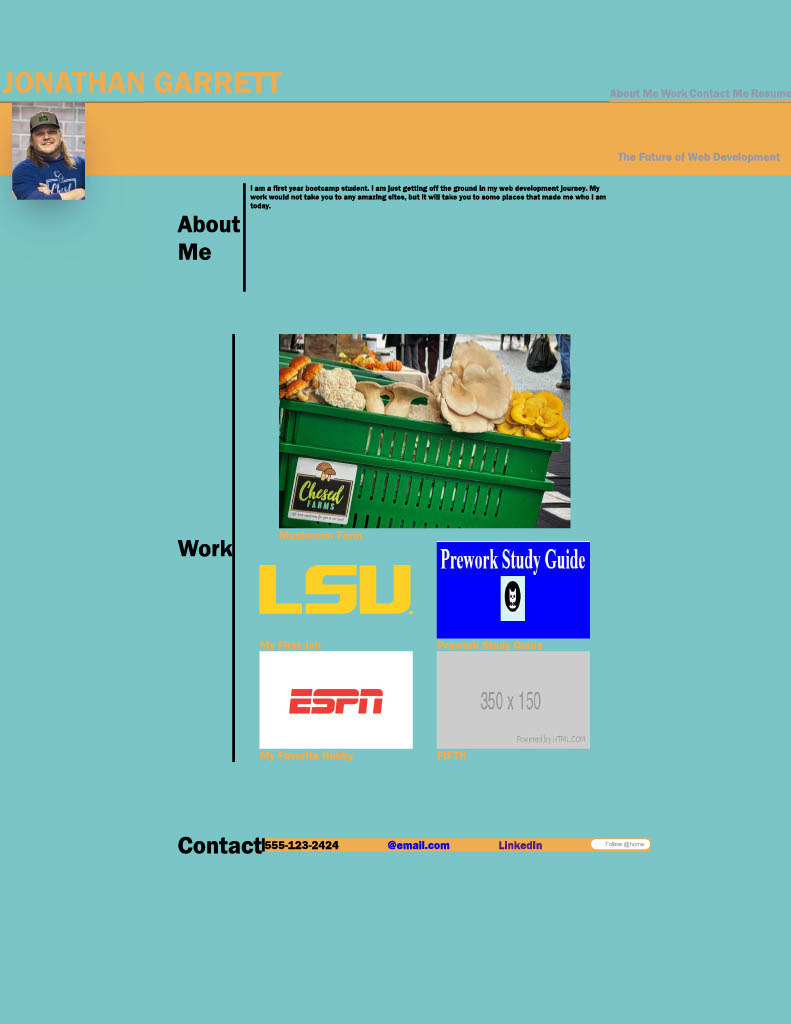 JONATHAN GARRETT
About Me Work Contact Me Resume
The Future of Web Development
Chesed
I am a first year bootcamp student. I am just getting off the ground in my web development journey. My
work would not take you to any amazing sites, but it will take you to some places that made me who I am
today.
About
Me
Chesed
FARMS
Mushroom Farm
Work
LSU
Prework Study Guide
My First Job
Prework Study Guide
ESPN
350 x 150
Powered by HTML.COM
My Favorite Hobby
FIFTH
Contact
555-123-2424
@email.com
LinkedIn
Follow @home